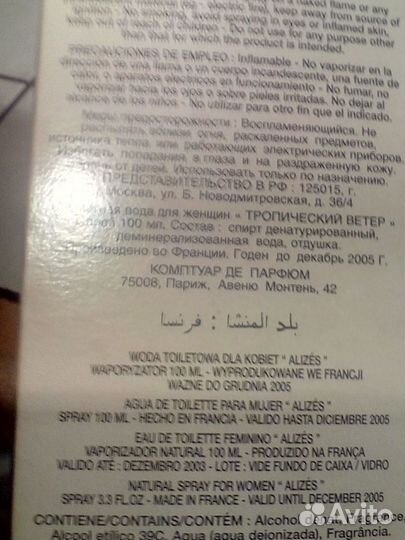 electric fire), keep away from source of
No smoking, avoid spraying in eyes or inflamed skin,
out of reach of children - Do not use for any purpose other
than that for which the product is intended.
PRECAUCIONES DE EMPLEO : Inflamable - No vaporizar en la
dirección de una llama o un cuerpo incandescente, una fuente de
calor, o aparatos electricos en funcionamiento - No fumar, no
vaporizar hacia los ojos o sobre pieles irritadas. No dejar al
alcance de los niños - No utilizar para otro fin que el indicado.
Меры предосторожности : Воспламеняющийся. Не
распылять вблизи огня, раскаленных предметов,
источника тепла или работающих электрических приборов.
Избегать попадания в глаза и на раздраженную кожу.
от детей. Использовать только по назначению.
ПРЕДСТАВИТЕЛЬСТВО В РФ : 125015, г.
Москва, ул. Б. Новодмитровская, д. 36/4
вода для женщин « ТРОПИЧЕСКИЙ ВЕТЕР »
100 мл. Состав : спирт денатурированный,
деминерализованная вода, отдушка.
Произведено во Франции. Годен до декабрь 2005 Г.
КОМПТУАР ДЕ ПАРФЮМ
75008, Париж, Авеню Монтень, 42
بلد المنشا : فرنسا
WODA TOILETOWA DLA KOBIET “ ALIZÉS ”
WAPORYZATOR 100 ML - WYPRODUKOWANE WE FRANCJI
WAZNE DO GRUDNIA 2005
AGUA DE TOILETTE PARA MUJER “ ALIZÉS ”
SPRAY 100 ML - HECHO EN FRANCIA - VALIDO HASTA DICIEMBRE 2005
EAU DE TOILETTE FEMININO “ ALIZÉS ”
VAPORIZADOR NATURAL 100 ML - PRODUZIDO NA FRANÇA
VALIDO ATÉ : DEZEMBRO 2003 - LOTE : VIDE FUNDO DE CAIXA / VIDRO
NATURAL SPRAY FOR WOMEN “ ALIZÉS ”
SPRAY 3.3 FL.OZ - MADE IN FRANCE - VALID UNTIL DECEMBER 2005
CONTIENE/CONTAINS/CONTÉM : Alcohol denat, Fragrance,
Alcool etílico 39C, Agua (agua deionizada), Fragrância.
Avito